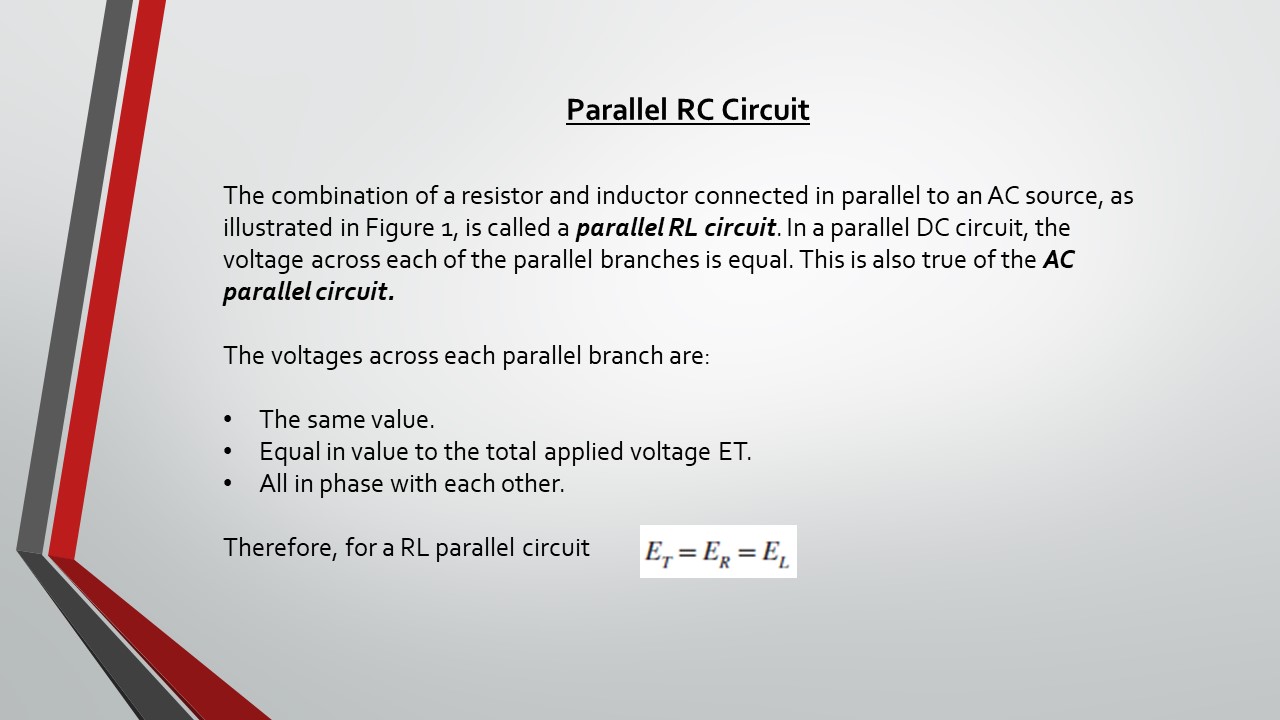 Parallel RC Circuit
The combination of a resistor and inductor connected in parallel to an AC source, as
illustrated in Figure 1, is called a parallel RL circuit. In a parallel DC circuit, the
voltage across each of the parallel branches is equal. This is also true of the AC
parallel circuit.
The voltages across each parallel branch are:
• The same value.
• Equal in value to the total applied voltage ET.
• All in phase with each other.
Therefore, for a RL parallel circuit E_T = E_R = E_L